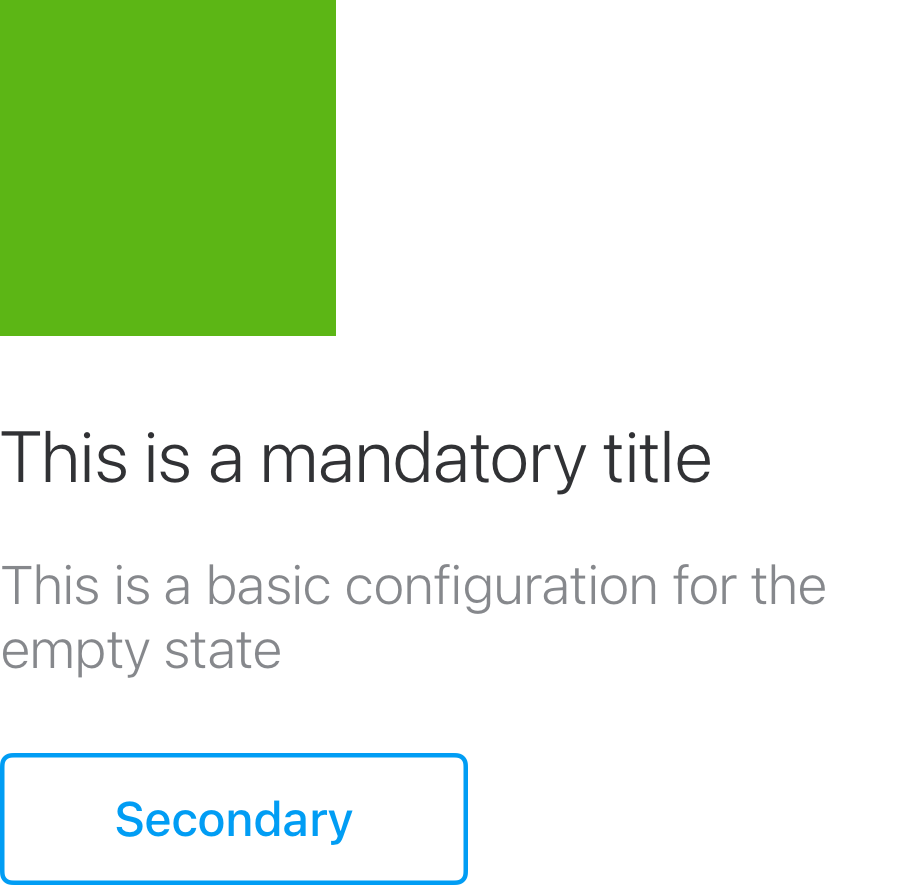 This is a mandatory title
This is a basic configuration for the
empty state
Secondary